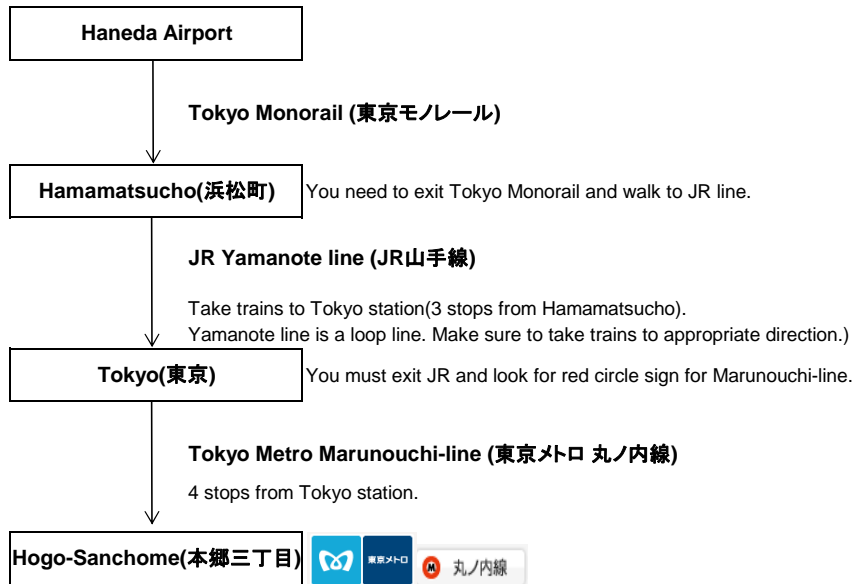 Haneda Airport
Tokyo Monorail (東京モノレール)
Hamamatsucho(浜松町)
You need to exit Tokyo Monorail and walk to JR line.
JR Yamanote line (JR山手線)
Take trains to Tokyo station(3 stops from Hamamatsucho).
Yamanote line is a loop line. Make sure to take trains to appropriate direction.)
Tokyo(東京)
You must exit JR and look for red circle sign for Marunouchi-line.
Tokyo Metro Marunouchi-line (東京メトロ 丸ノ内線)
4 stops from Tokyo station.
Hogo-Sanchome(本郷三丁目)
東京メトロ
M 丸ノ内線